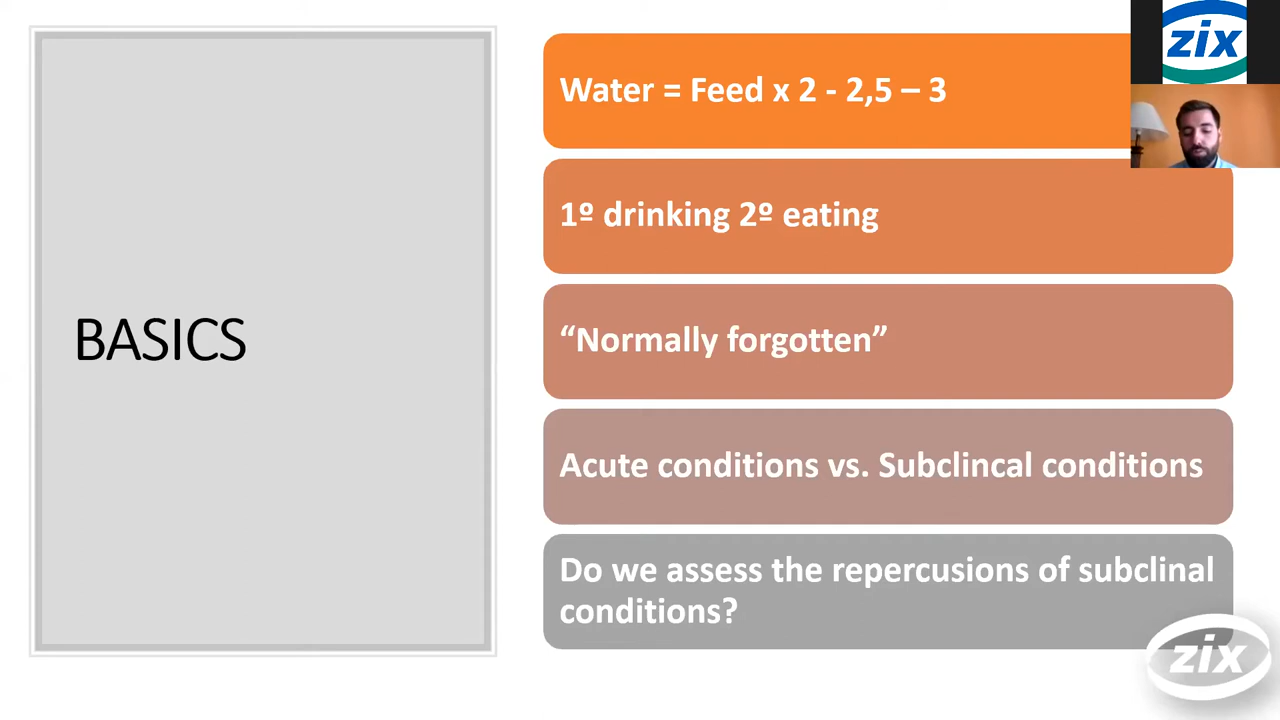 BASICS
Water = Feed x 2 - 2,5 – 3
1º drinking 2º eating
“Normally forgotten”
Acute conditions vs. Subclincal conditions
Do we assess the repercusions of subclinal
conditions?
zix
zix